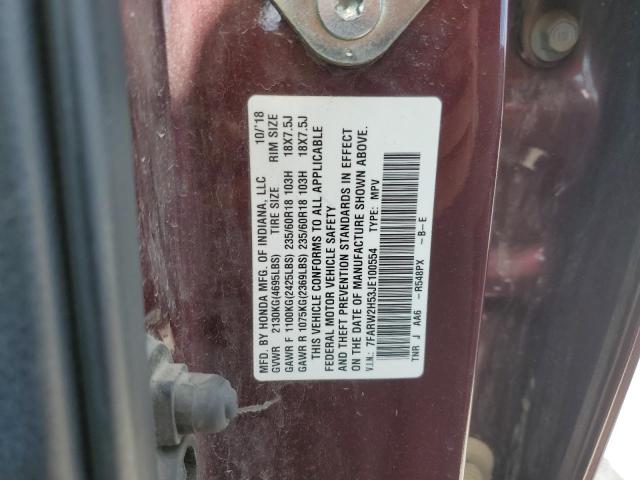 MFD. BY HONDA MFG. OF INDIANA, LLC 10/'18
GVWR 2130KG(4695LBS) TIRE SIZE RIM SIZE
GAWR F 1100KG(2425LBS) 235/60R18 103H 18X7.5J
GAWR R 1075KG(2369LBS) 235/60R18 103H 18X7.5J
THIS VEHICLE CONFORMS TO ALL APPLICABLE
FEDERAL MOTOR VEHICLE SAFETY
AND THEFT PREVENTION STANDARDS IN EFFECT
ON THE DATE OF MANUFACTURE SHOWN ABOVE.
V.I.N.: 7FARW2H53JE100554 TYPE: MPV
TNR J AA6 -R548PX -B-E